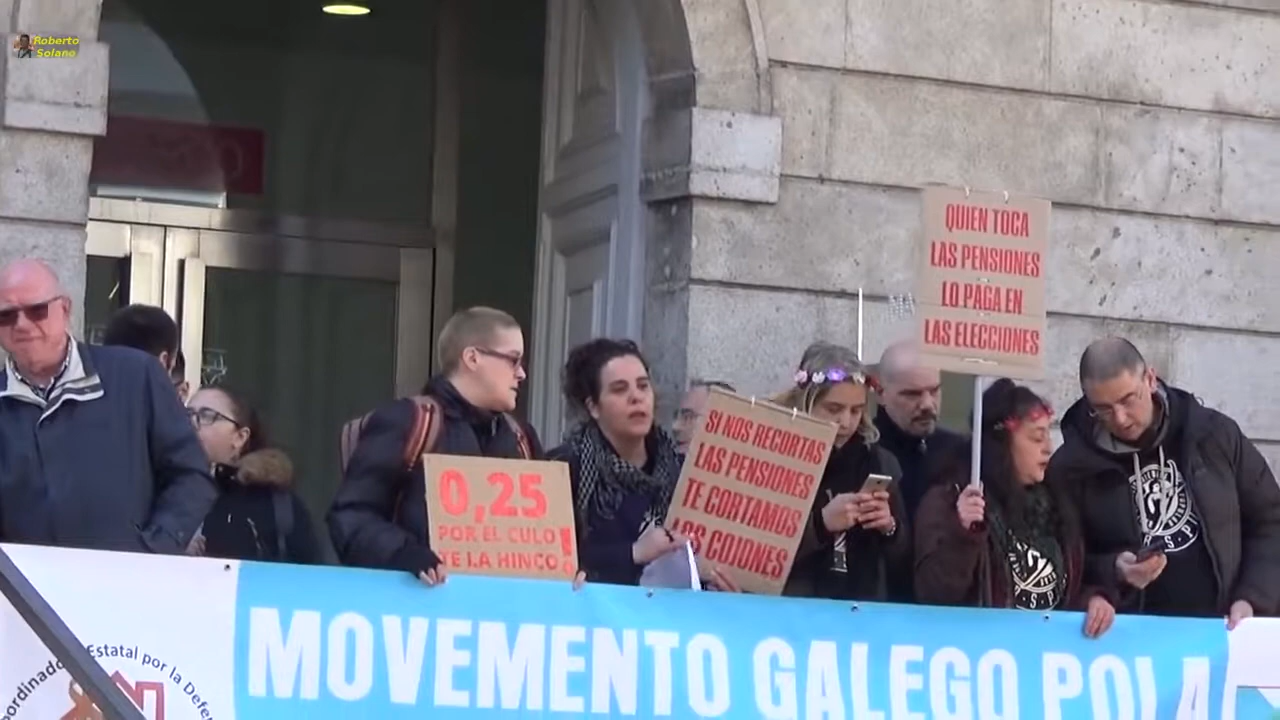 Roberto
Solano
QUIEN TOCA
LAS PENSIONES
LO PAGA EN
LAS ELECCIONES
SI NOS RECORTAS
LAS PENSIONES
TE CORTAMOS
LOS COJONES
0,25
POR EL CULO
TE LA HINCO!
MOVEMENTO GALEGO POLA
Estatal por la